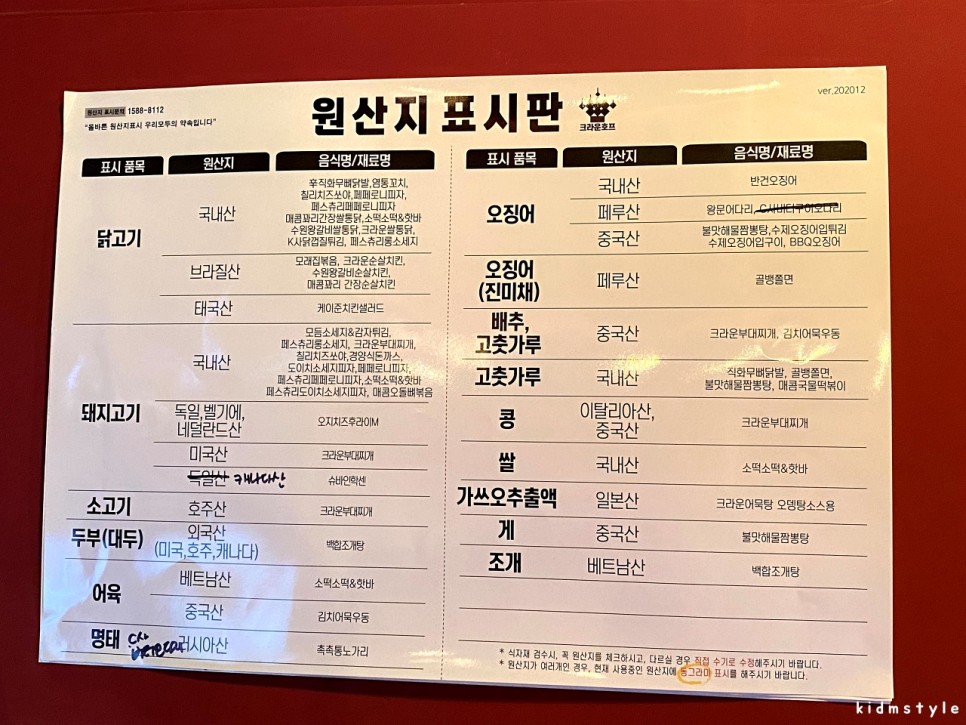 원산지 표시문의 1588-8112
"올바른 원산지표시 우리모두의 약속입니다"
원산지 표시판
크라운호프
ver.202012
표시 품목 원산지 음식명/재료명
닭고기
국내산
후직화무뼈닭발,염통꼬치,
칠리치즈쏘야,페페로니피자,
페스츄리페페로니피자
매콤꽈리간장쌀통닭,소떡소떡&핫바
수원왕갈비쌀통닭,크라운쌀통닭,
K사닭껍질튀김, 페스츄리롱소세지
브라질산
모래집볶음, 크라운순살치킨,
수원왕갈비순살치킨,
매콤꽈리 간장순살치킨
태국산
케이준치킨샐러드
돼지고기
국내산
모듬소세지&감자튀김,
페스츄리롱소세지, 크라운부대찌개,
칠리치즈쏘야,경양식돈까스,
도이치소세지피자,페페로니피자,
페스츄리페페로니피자,소떡소떡&핫바
페스츄리도이치소세지피자, 매콤오돌뼈볶음
독일,벨기에,
네덜란드산
오지치즈후라이M
미국산
크라운부대찌개
독일산 캐나다산
슈바인학센
소고기
호주산
크라운부대찌개
두부(대두)
외국산
(미국,호주,캐나다)
백합조개탕
어육
베트남산
소떡소떡&핫바
중국산
김치어묵우동
명태
러시아산
촉촉통노가리
표시 품목 원산지 음식명/재료명
오징어
국내산
반건오징어
페루산
왕문어다리,
중국산
불맛해물짬뽕탕,수제오징어입튀김
수제오징어입구이, BBQ오징어
오징어
(진미채)
페루산
골뱅쫄면
배추,
고춧가루
중국산
크라운부대찌개, 김치어묵우동
고춧가루
국내산
직화무뼈닭발, 골뱅쫄면,
불맛해물짬뽕탕, 매콤국물떡볶이
콩
이탈리아산,
중국산
크라운부대찌개
쌀
국내산
소떡소떡&핫바
가쓰오추출액
일본산
크라운어묵탕 오뎅탕소스용
게
중국산
불맛해물짬뽕탕
조개
베트남산
백합조개탕
* 식자재 검수시, 꼭 원산지를 체크하시고, 다르실 경우 직접 수기로 수정해주시기 바랍니다.
* 원산지가 여러개인 경우, 현재 사용중인 원산지에 동그라미 표시를 해주시기 바랍니다.
kidmstyle